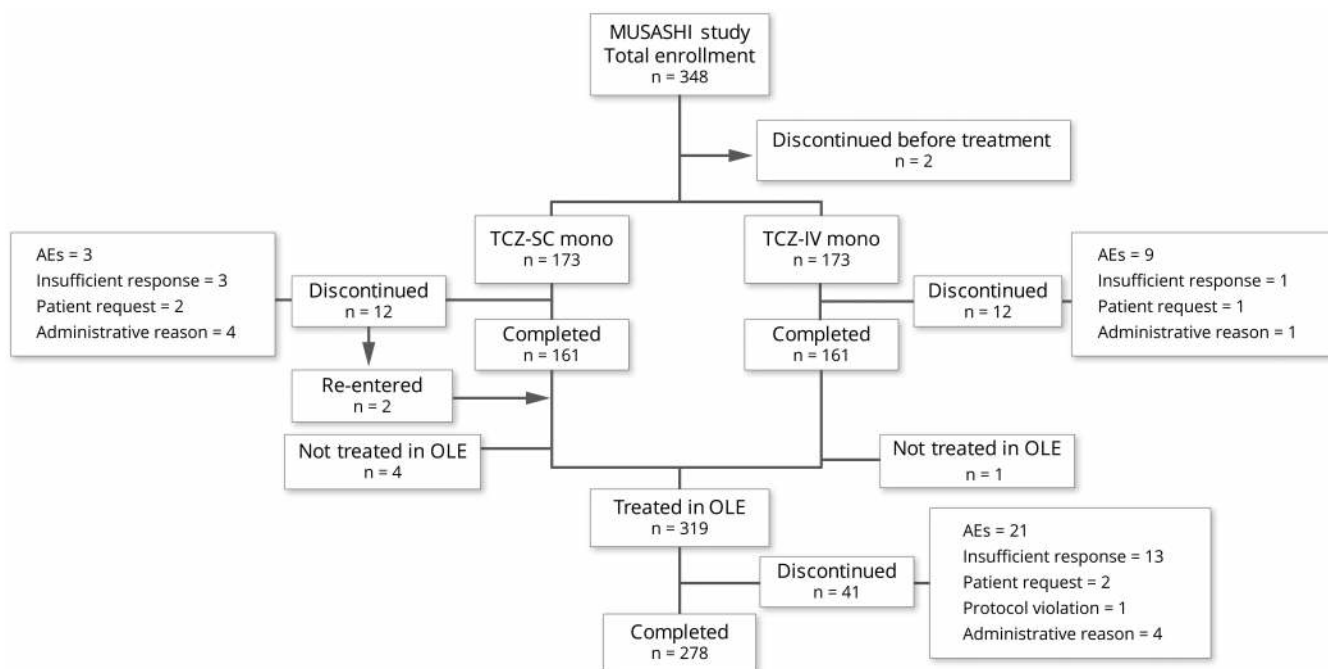 MUSASHI study
Total enrollment
n = 348
Discontinued before treatment
n = 2
TCZ-SC mono
n = 173
TCZ-IV mono
n = 173
AEs = 3
Insufficient response = 3
Patient request = 2
Administrative reason = 4
Discontinued
n = 12
Completed
n = 161
Completed
n = 161
Discontinued
n = 12
AEs = 9
Insufficient response = 1
Patient request = 1
Administrative reason = 1
Re-entered
n = 2
Not treated in OLE
n = 4
Not treated in OLE
n = 1
Treated in OLE
n = 319
Discontinued
n = 41
AEs = 21
Insufficient response = 13
Patient request = 2
Protocol violation = 1
Administrative reason = 4
Completed
n = 278